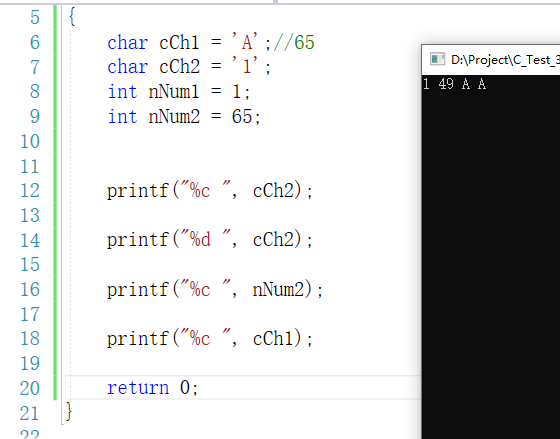 5 {
6 char cCh1 = 'A';//65
7 char cCh2 = '1';
8 int nNum1 = 1;
9 int nNum2 = 65;
10
11
12 printf("%c ", cCh2);
13
14 printf("%d ", cCh2);
15
16 printf("%c ", nNum2);
17
18 printf("%c ", cCh1);
19
20 return 0;
21 }
22
D:\Project\C_Test_3
1 49 A A